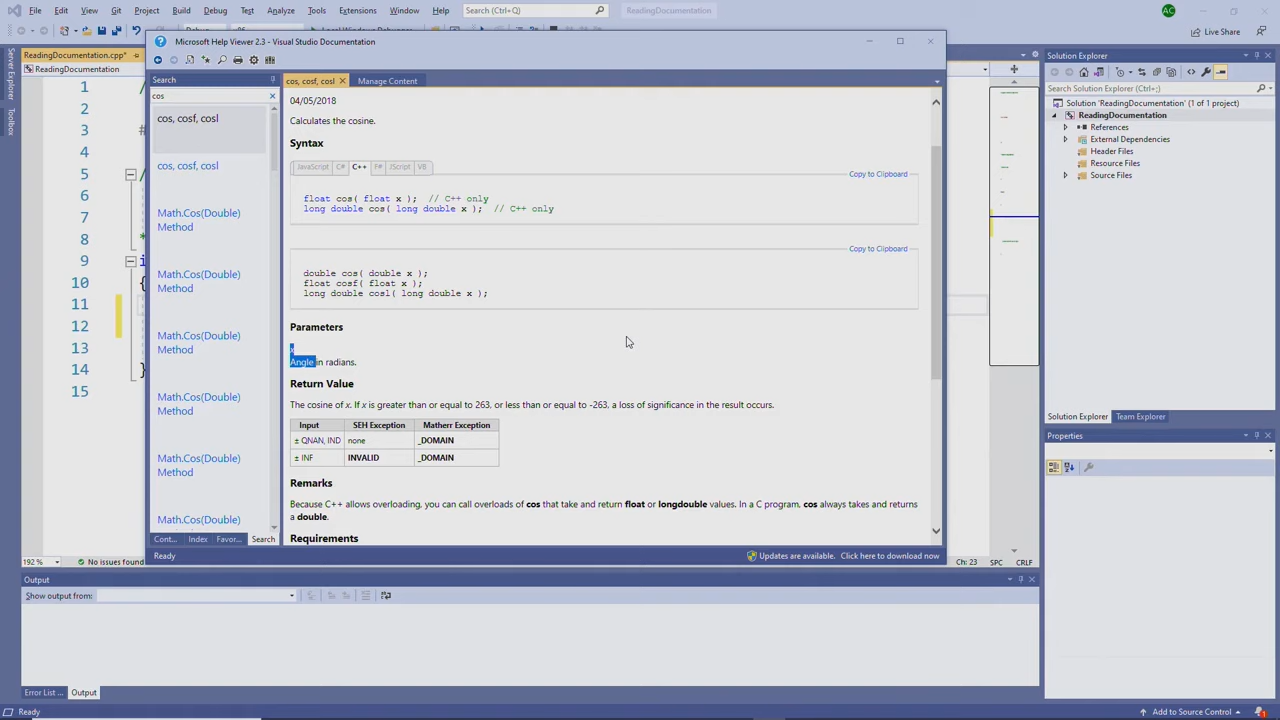 File Edit View Git Project Build Debug Test Analyze Tools Extensions Window Help Search (Ctrl+Q) ReadingDocumentation AC
Live Share
Microsoft Help Viewer 2.3 - Visual Studio Documentation
ReadingDocumentation.cpp*
ReadingDocumentation
Server Explorer
Toolbox
1
2
3
4
5
6
7
8
9
10
11
12
13
14
15
#
/
*
i
{
}
Search
cos
cos, cosf, cosl
cos, cosf, cosl
Math.Cos(Double)
Method
Math.Cos(Double)
Method
Math.Cos(Double)
Method
Math.Cos(Double)
Method
Math.Cos(Double)
Method
Math.Cos(Double)
Cont... Index Favor... Search
cos, cosf, cosl Manage Content
04/05/2018
Calculates the cosine.
Syntax
JavaScript C# C++ F# JScript VB
Copy to Clipboard
float cos( float x ); // C++ only
long double cos( long double x ); // C++ only
Copy to Clipboard
double cos( double x );
float cosf( float x );
long double cosl( long double x );
Parameters
x
Angle in radians.
Return Value
The cosine of x. If x is greater than or equal to 263, or less than or equal to -263, a loss of significance in the result occurs.
Input SEH Exception Matherr Exception
± QNAN, IND none _DOMAIN
± INF INVALID _DOMAIN
Remarks
Because C++ allows overloading, you can call overloads of cos that take and return float or longdouble values. In a C program, cos always takes and returns
a double.
Requirements
Ready
Updates are available. Click here to download now
192 % No issues found
Ch: 23 SPC CRLF
Solution Explorer
Search Solution Explorer (Ctrl+;)
Solution 'ReadingDocumentation' (1 of 1 project)
ReadingDocumentation
References
External Dependencies
Header Files
Resource Files
Source Files
Solution Explorer Team Explorer
Properties
Output
Show output from:
Error List ... Output
Ready
Add to Source Control
1